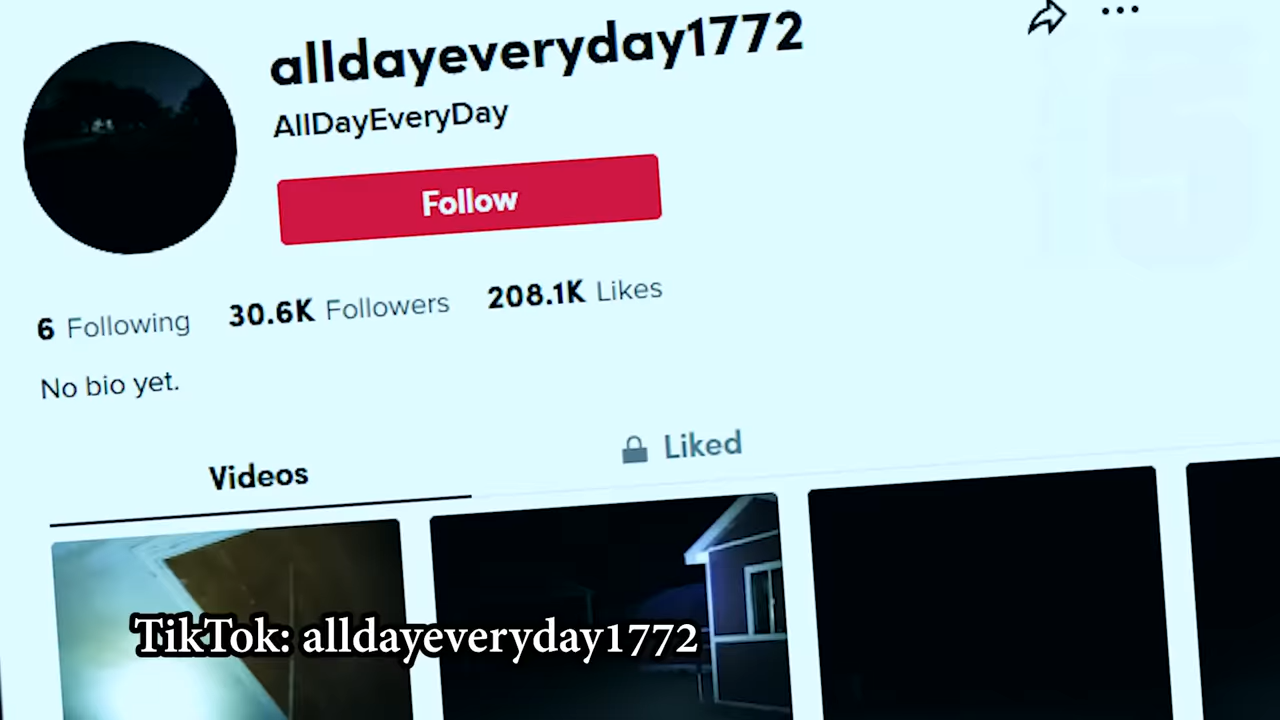 alldayeveryday1772
AllDayEveryDay
Follow
6 Following 30.6K Followers 208.1K Likes
No bio yet.
Videos Liked
TikTok: alldayeveryday1772